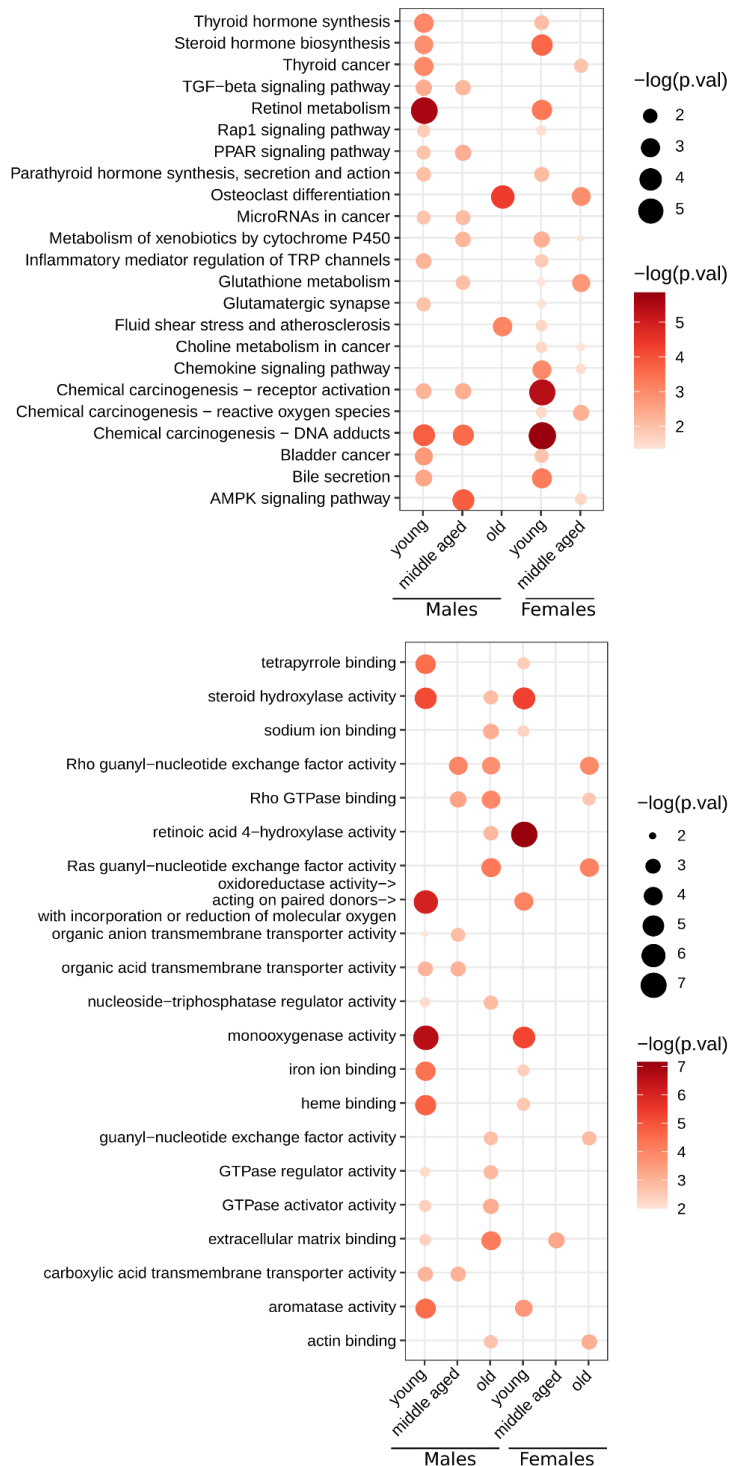 Thyroid hormone synthesis
Steroid hormone biosynthesis
Thyroid cancer
TGF−beta signaling pathway
Retinol metabolism
Rap1 signaling pathway
PPAR signaling pathway
Parathyroid hormone synthesis, secretion and action
Osteoclast differentiation
MicroRNAs in cancer
Metabolism of xenobiotics by cytochrome P450
Inflammatory mediator regulation of TRP channels
Glutathione metabolism
Glutamatergic synapse
Fluid shear stress and atherosclerosis
Choline metabolism in cancer
Chemokine signaling pathway
Chemical carcinogenesis − receptor activation
Chemical carcinogenesis − reactive oxygen species
Chemical carcinogenesis − DNA adducts
Bladder cancer
Bile secretion
AMPK signaling pathway
young
middle aged
old
young
middle aged
Males
Females
−log(p.val)
2
3
4
5
−log(p.val)
5
4
3
2
tetrapyrrole binding
steroid hydroxylase activity
sodium ion binding
Rho guanyl−nucleotide exchange factor activity
Rho GTPase binding
retinoic acid 4−hydroxylase activity
Ras guanyl−nucleotide exchange factor activity
oxidoreductase activity−>
acting on paired donors−>
with incorporation or reduction of molecular oxygen
organic anion transmembrane transporter activity
organic acid transmembrane transporter activity
nucleoside−triphosphatase regulator activity
monooxygenase activity
iron ion binding
heme binding
guanyl−nucleotide exchange factor activity
GTPase regulator activity
GTPase activator activity
extracellular matrix binding
carboxylic acid transmembrane transporter activity
aromatase activity
actin binding
young
middle aged
old
young
middle aged
old
Males
Females
−log(p.val)
2
3
4
5
6
7
−log(p.val)
7
6
5
4
3
2